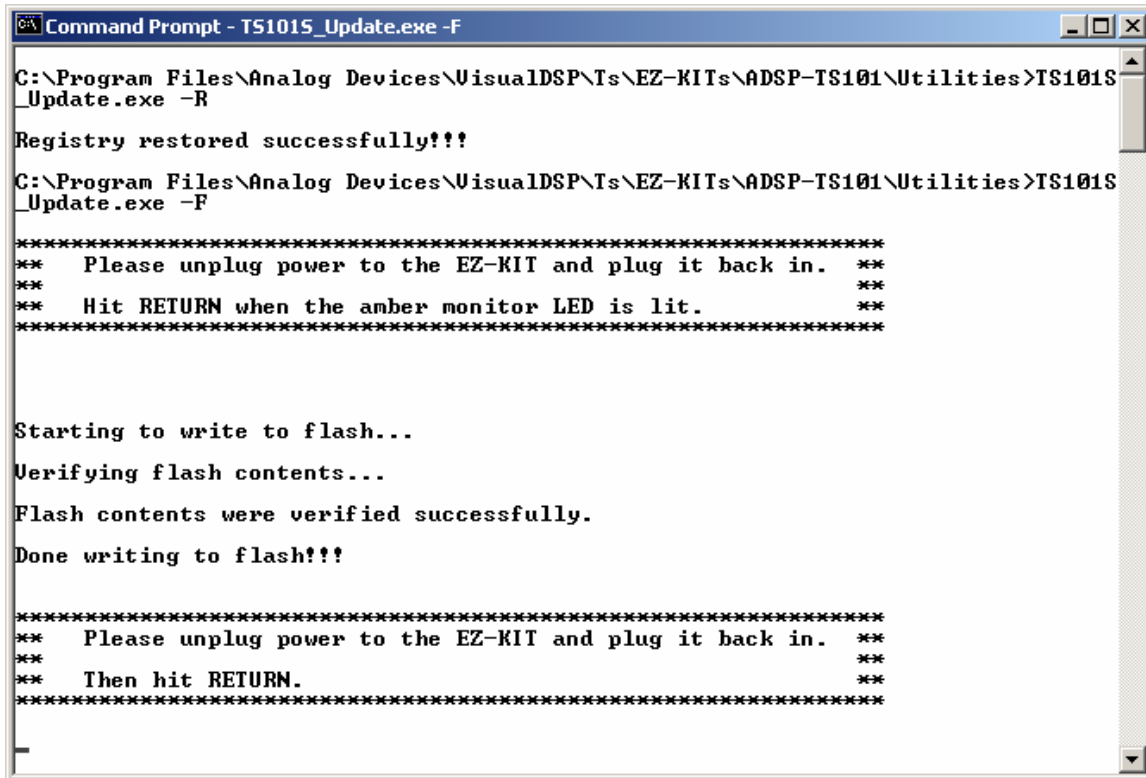 Command Prompt - TS101S_Update.exe -F
C:\Program Files\Analog Devices\VisualDSP\Ts\EZ-KITs\ADSP-TS101\Utilities>TS101S
_Update.exe -R
Registry restored successfully!!!
C:\Program Files\Analog Devices\VisualDSP\Ts\EZ-KITs\ADSP-TS101\Utilities>TS101S
_Update.exe -F
**************************************************************
**   Please unplug power to the EZ-KIT and plug it back in.  **
**                                                           **
**   Hit RETURN when the amber monitor LED is lit.           **
**************************************************************
Starting to write to flash...
Verifying flash contents...
Flash contents were verified successfully.
Done writing to flash!!!
**************************************************************
**   Please unplug power to the EZ-KIT and plug it back in.  **
**                                                           **
**   Then hit RETURN.                                        **
**************************************************************